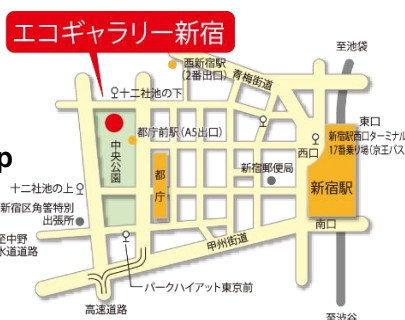 エコギャラリー新宿
至池袋
西新宿駅
(2番出口)
青梅街道
十二社池の下
東口
新宿駅西口ターミナル
17番乗り場(京王バス
都庁前駅(A5出口)
西口
中央公園
都庁
新宿郵便局
新宿駅
p
十二社池の上
新宿区角筈特別
出張所
南口
至中野
水道道路
甲州街道
パークハイアット東京前
高速道路
至渋谷